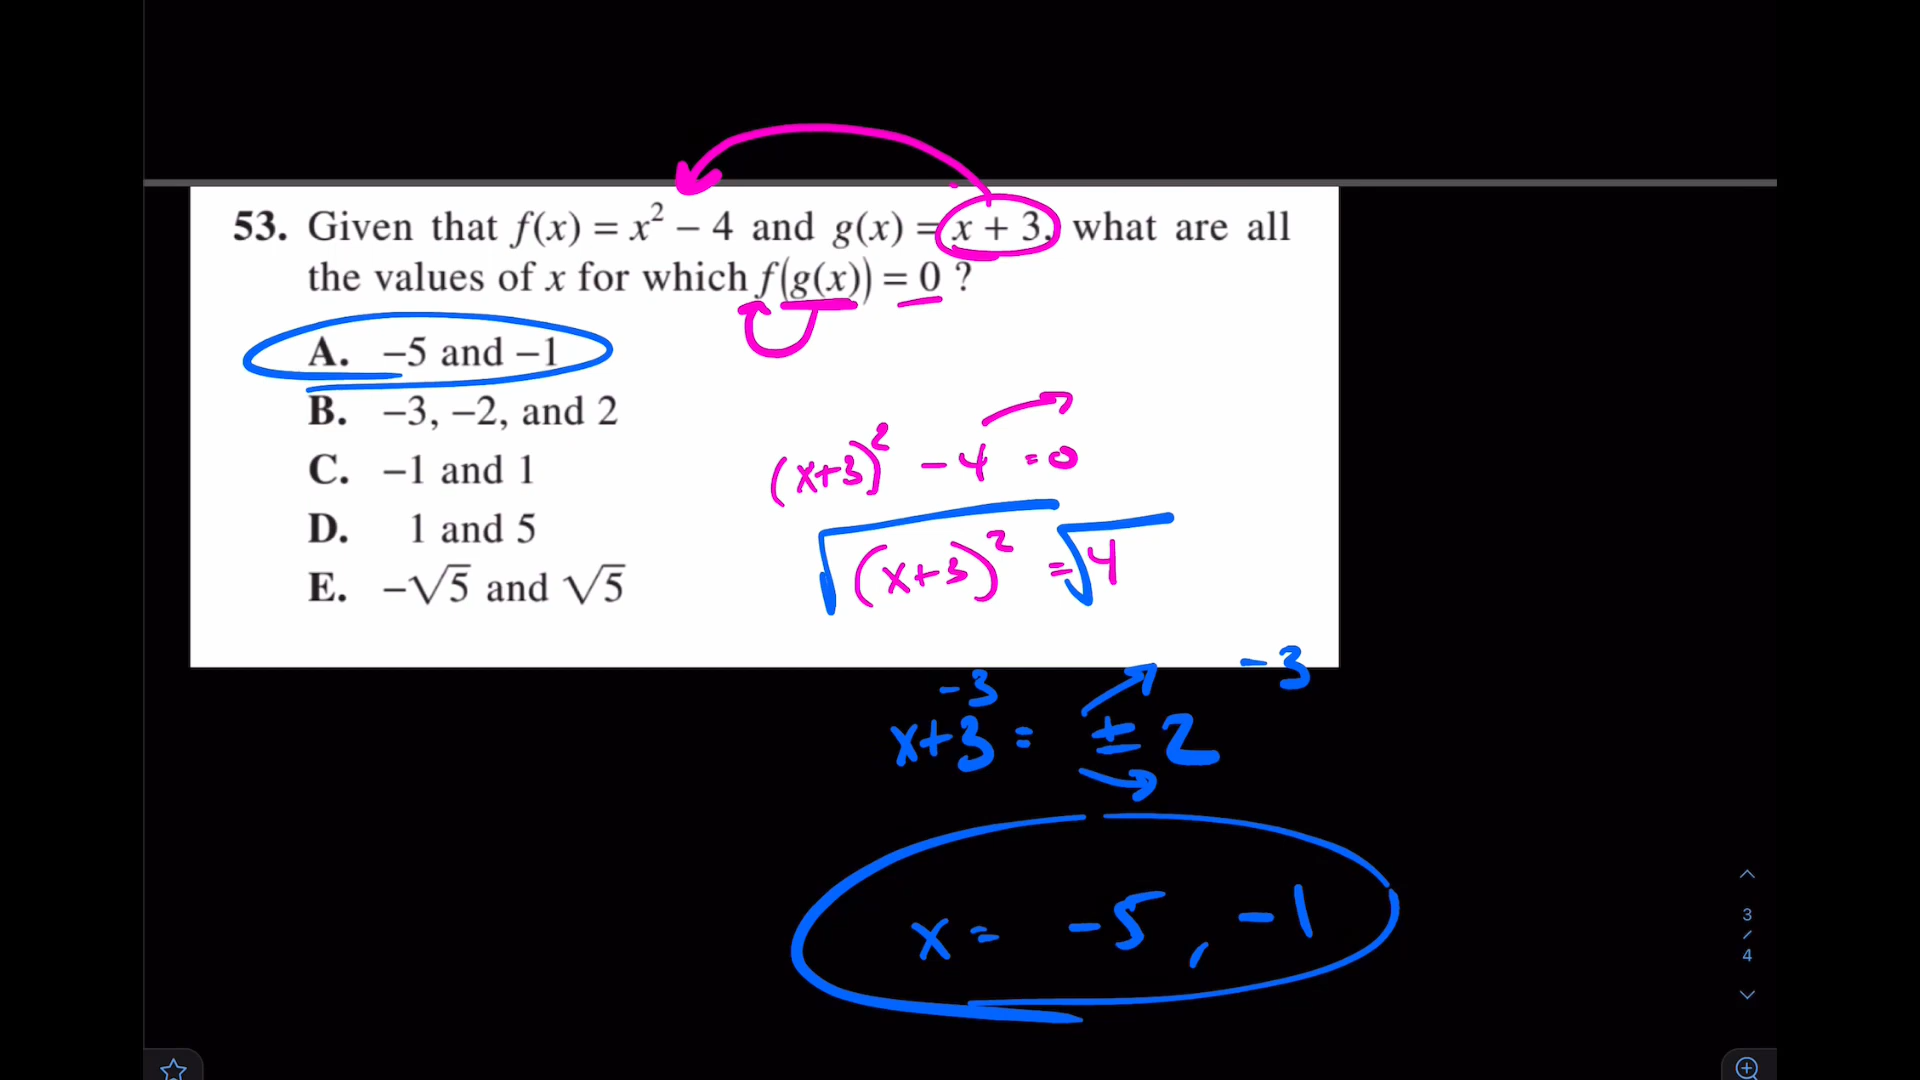 53. Given that f(x) = x² – 4 and g(x) = x + 3, what are all
the values of x for which f(g(x)) = 0 ?
A. –5 and –1
B. –3, –2, and 2
C. –1 and 1
D. 1 and 5
E. –√5 and √5
(x+3)² – 4 = 0
√(x+3)² = √4
-3 -3
x+3 = ± 2
x = -5, -1
3
/
4